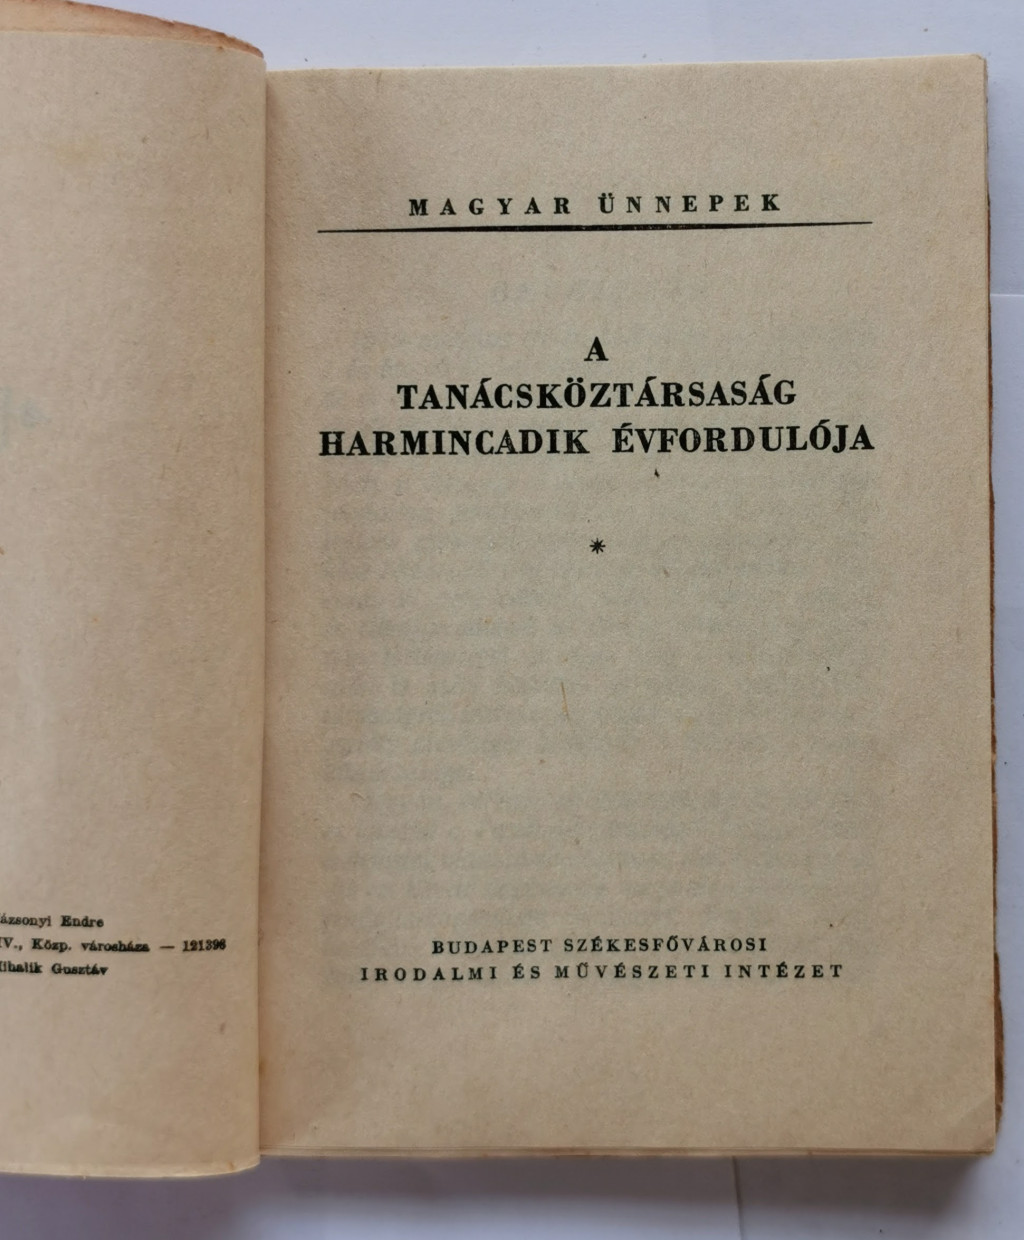 Endre
Közp. városháza — 121396
Gusztáv
MAGYAR ÜNNEPEK
A
TANÁCSKÖZTÁRSASÁG
HARMINCADIK ÉVFORDULÓJA
*
BUDAPEST SZÉKESFŐVÁROSI
IRODALMI ÉS MŰVÉSZETI INTÉZET